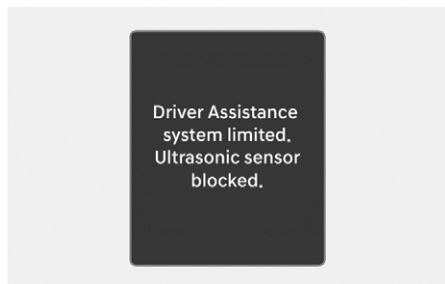 Driver Assistance
system limited.
Ultrasonic sensor
blocked.